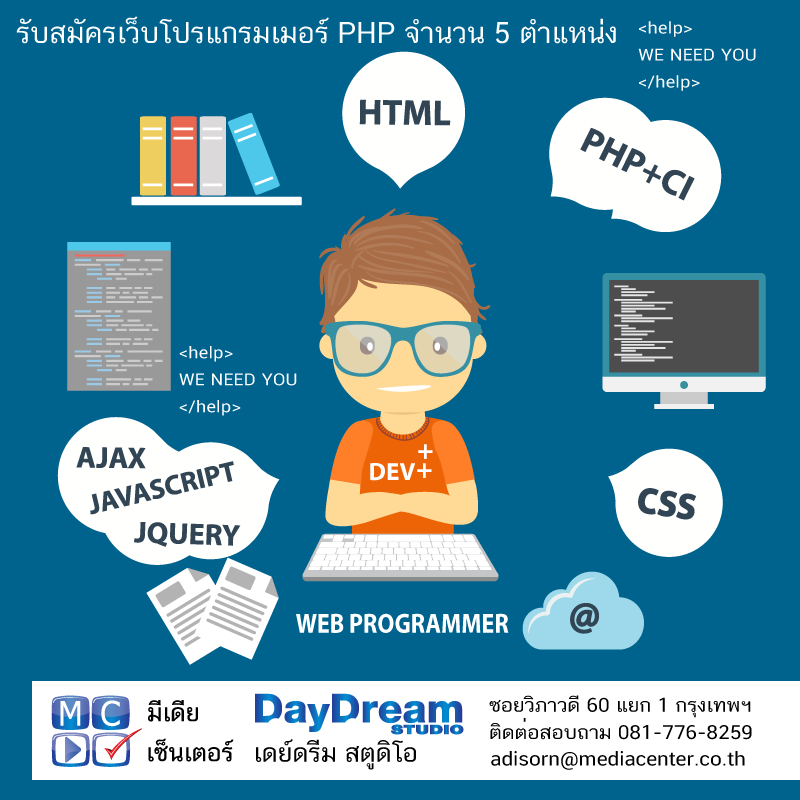 รับสมัครเว็บโปรแกรมเมอร์ PHP จำนวน 5 ตำแหน่ง
<help>
WE NEED YOU
</help>
HTML
PHP+CI
<help>
WE NEED YOU
</help>
AJAX
JAVASCRIPT
JQUERY
DEV++
CSS
WEB PROGRAMMER
@
MC
มีเดีย
เซ็นเตอร์
DayDream
STUDIO
เดย์ดรีม สตูดิโอ
ซอยวิภาวดี 60 แยก 1 กรุงเทพฯ
ติดต่อสอบถาม 081-776-8259
adisorn@mediacenter.co.th